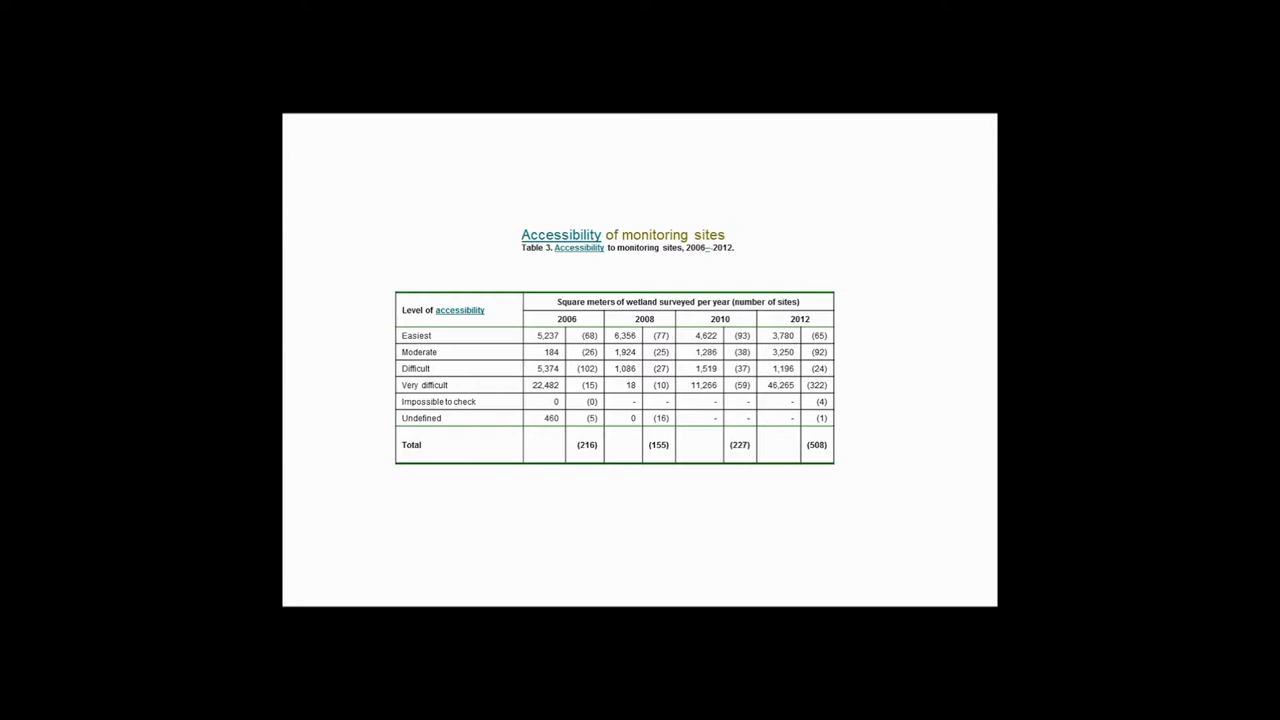 Accessibility of monitoring sites
Table 3. Accessibility to monitoring sites, 2006–-2012.
Level of accessibility
Square meters of wetland surveyed per year (number of sites)
2006 2008 2010 2012
Easiest 5,237 (68) 6,356 (77) 4,622 (93) 3,780 (65)
Moderate 184 (26) 1,924 (25) 1,286 (38) 3,250 (92)
Difficult 5,374 (102) 1,086 (27) 1,519 (37) 1,196 (24)
Very difficult 22,482 (15) 18 (10) 11,266 (59) 46,265 (322)
Impossible to check 0 (0) - - - - - (4)
Undefined 460 (5) 0 (16) - - - (1)
Total (216) (155) (227) (508)